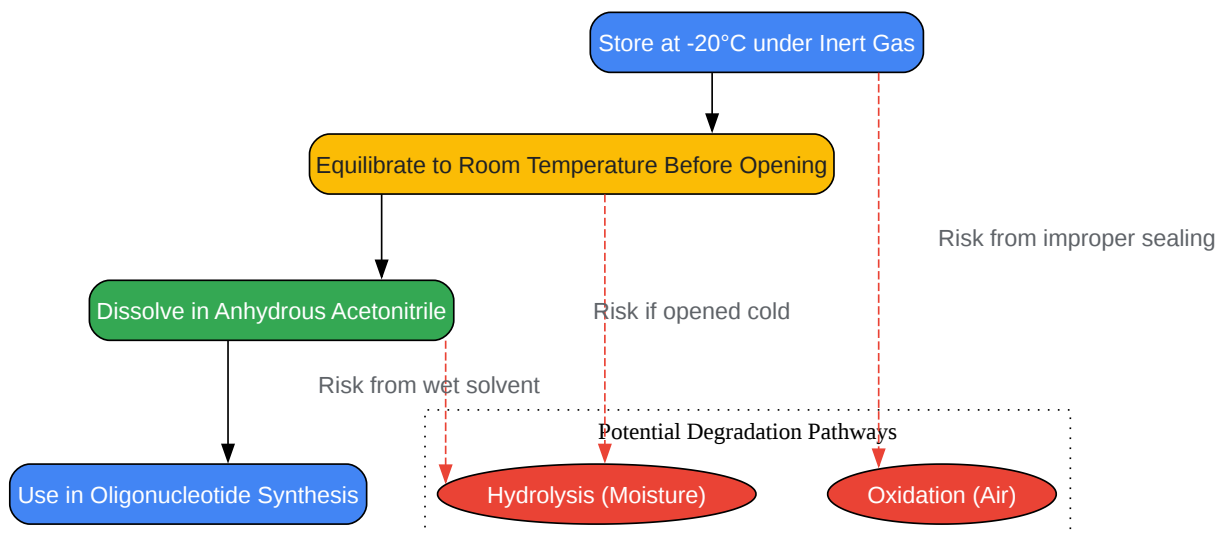 Store at -20°C under Inert Gas
Equilibrate to Room Temperature Before Opening
Risk from improper sealing
Dissolve in Anhydrous Acetonitrile
Risk if opened cold
Risk from wet solvent
Potential Degradation Pathways
Use in Oligonucleotide Synthesis
Hydrolysis (Moisture)
Oxidation (Air)